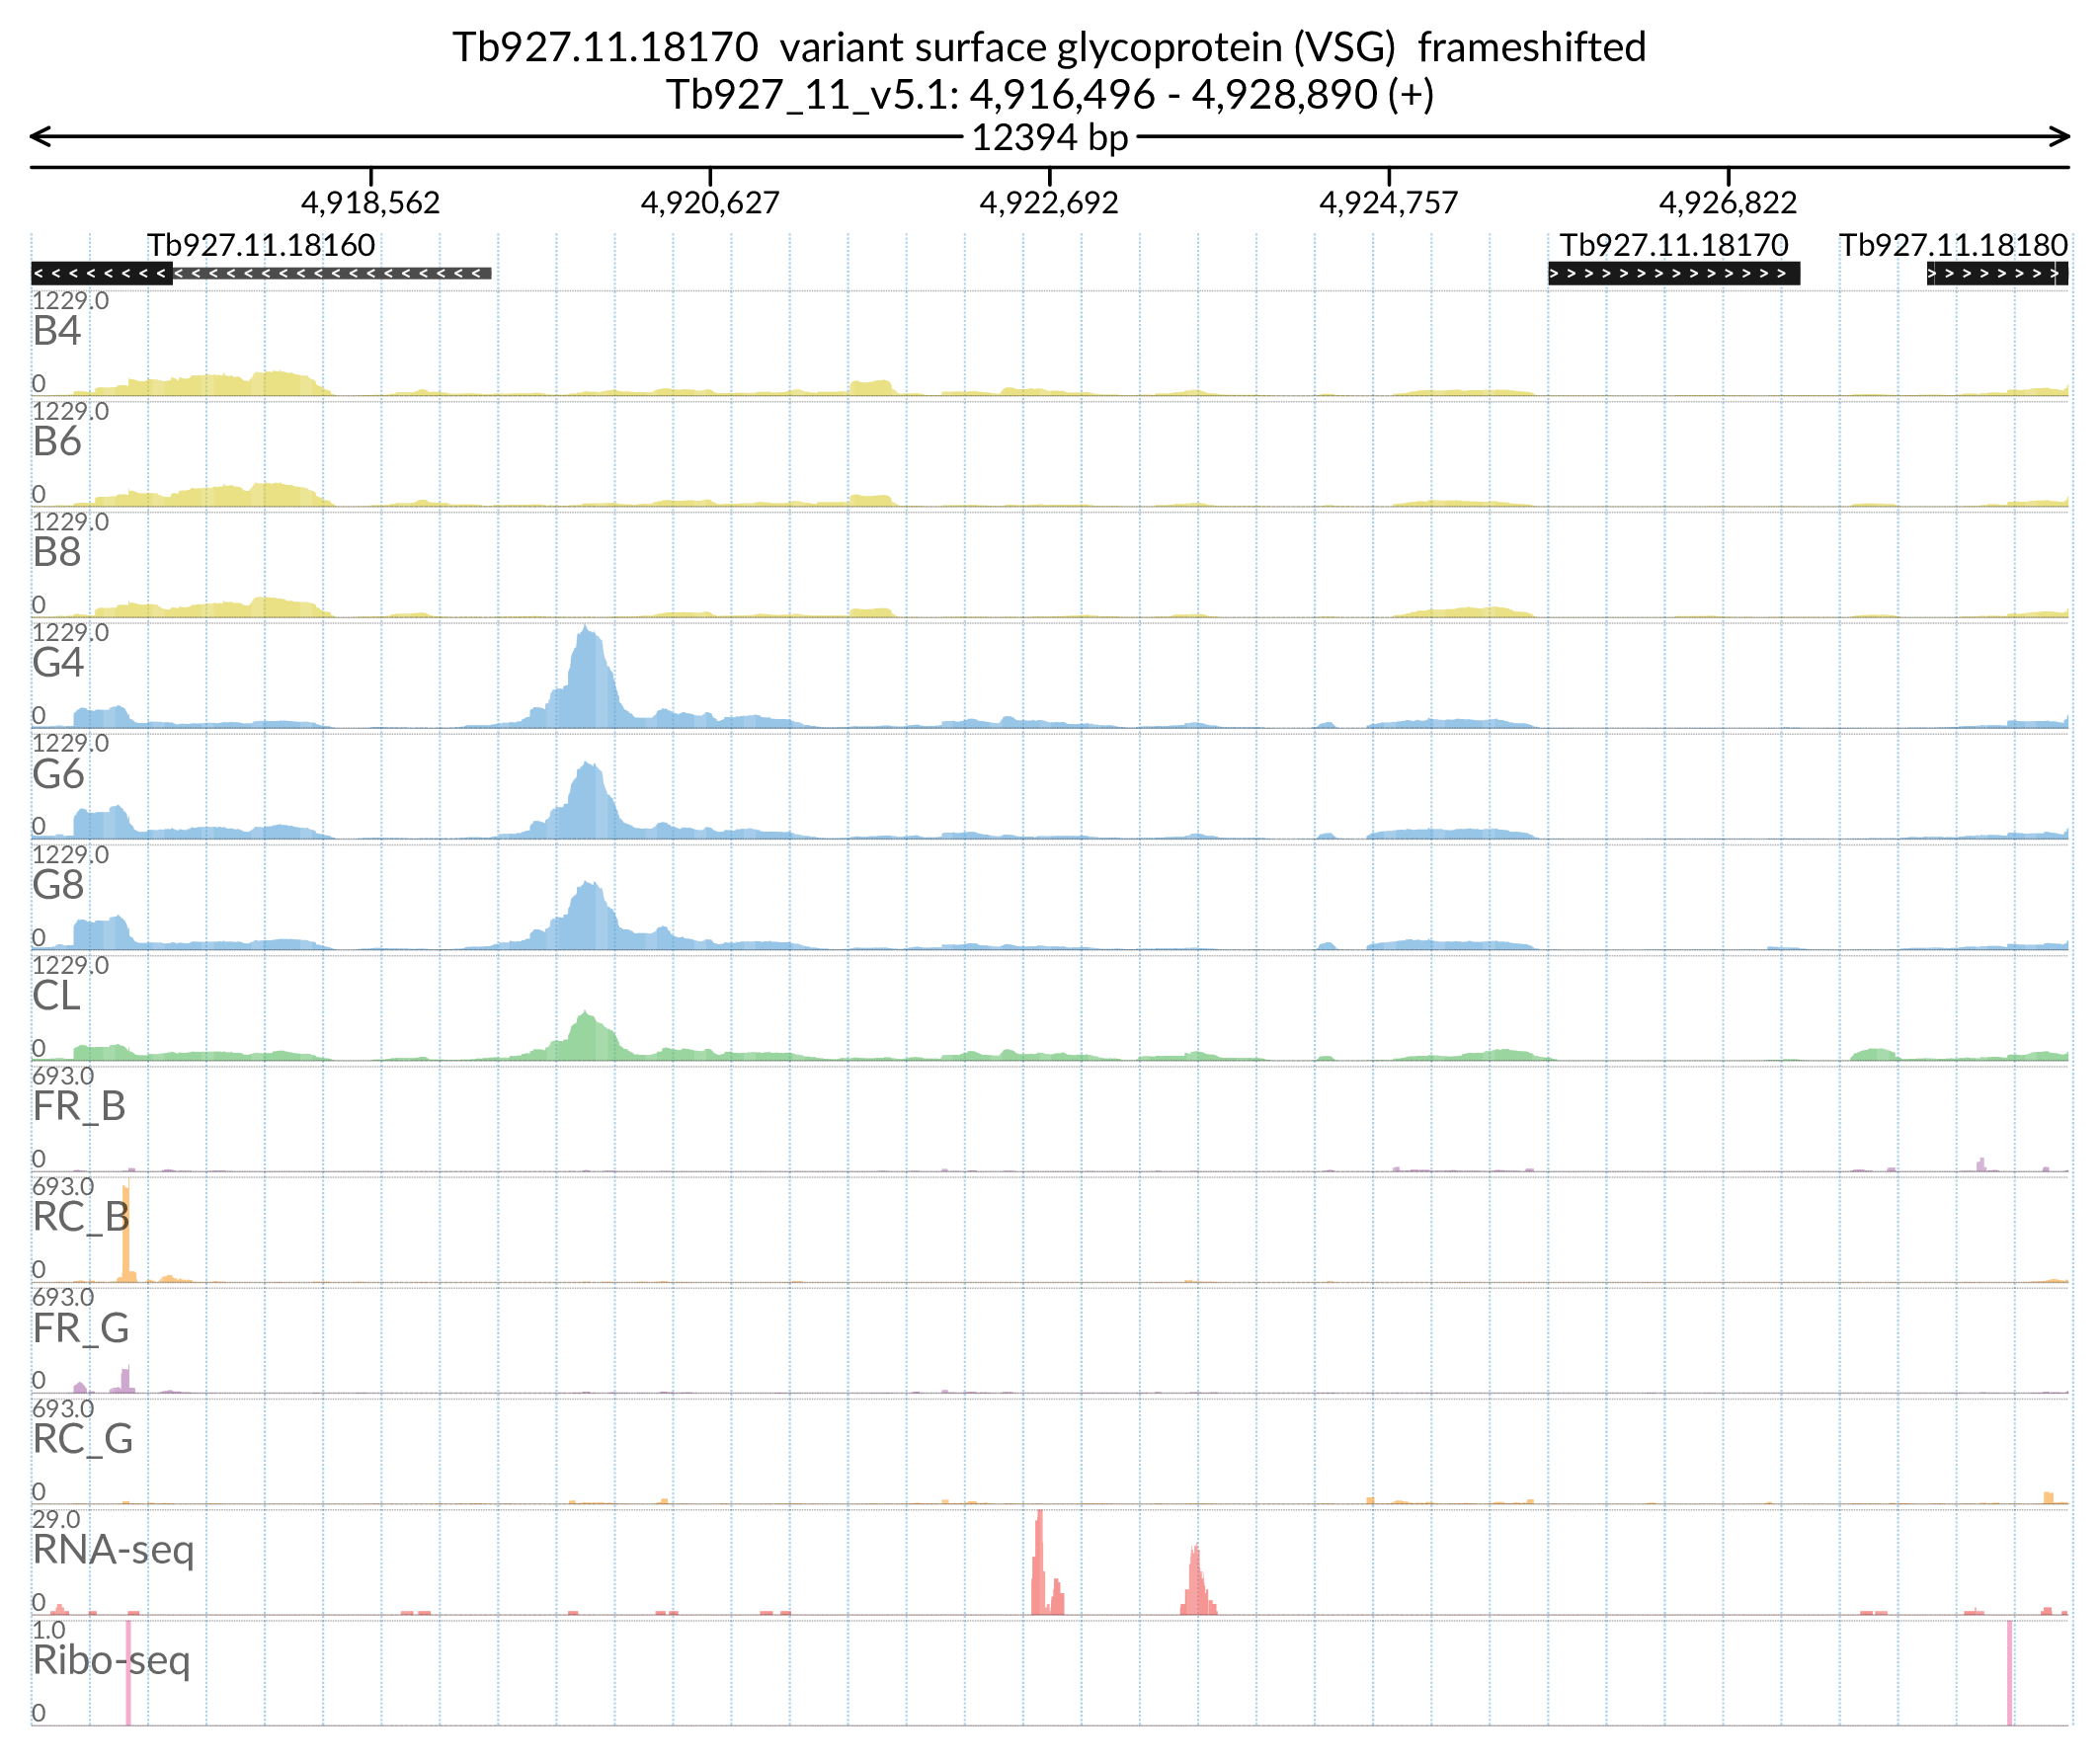 Tb927.11.18170  variant surface glycoprotein (VSG)  frameshifted
Tb927_11_v5.1: 4,916,496 - 4,928,890 (+)
12394 bp
4,918,562 4,920,627 4,922,692 4,924,757 4,926,822
Tb927.11.18160 Tb927.11.18170 Tb927.11.18180
1229.0
B4
0
1229.0
B6
0
1229.0
B8
0
1229.0
G4
0
1229.0
G6
0
1229.0
G8
0
1229.0
CL
0
693.0
FR_B
0
693.0
RC_B
0
693.0
FR_G
0
693.0
RC_G
0
29.0
RNA-seq
0
1.0
Ribo-seq
0